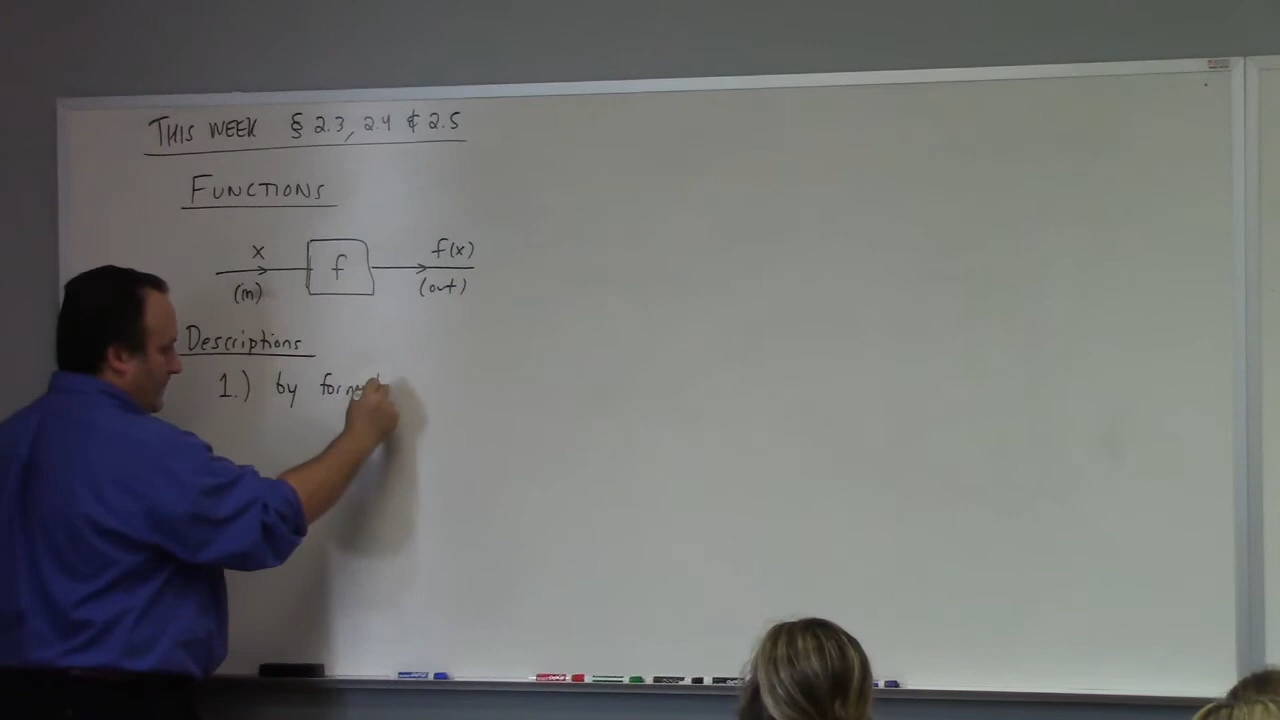 THIS WEEK § 2.3, 2.4 & 2.5
FUNCTIONS
x f f(x)
(in) (out)
Descriptions
1.) by